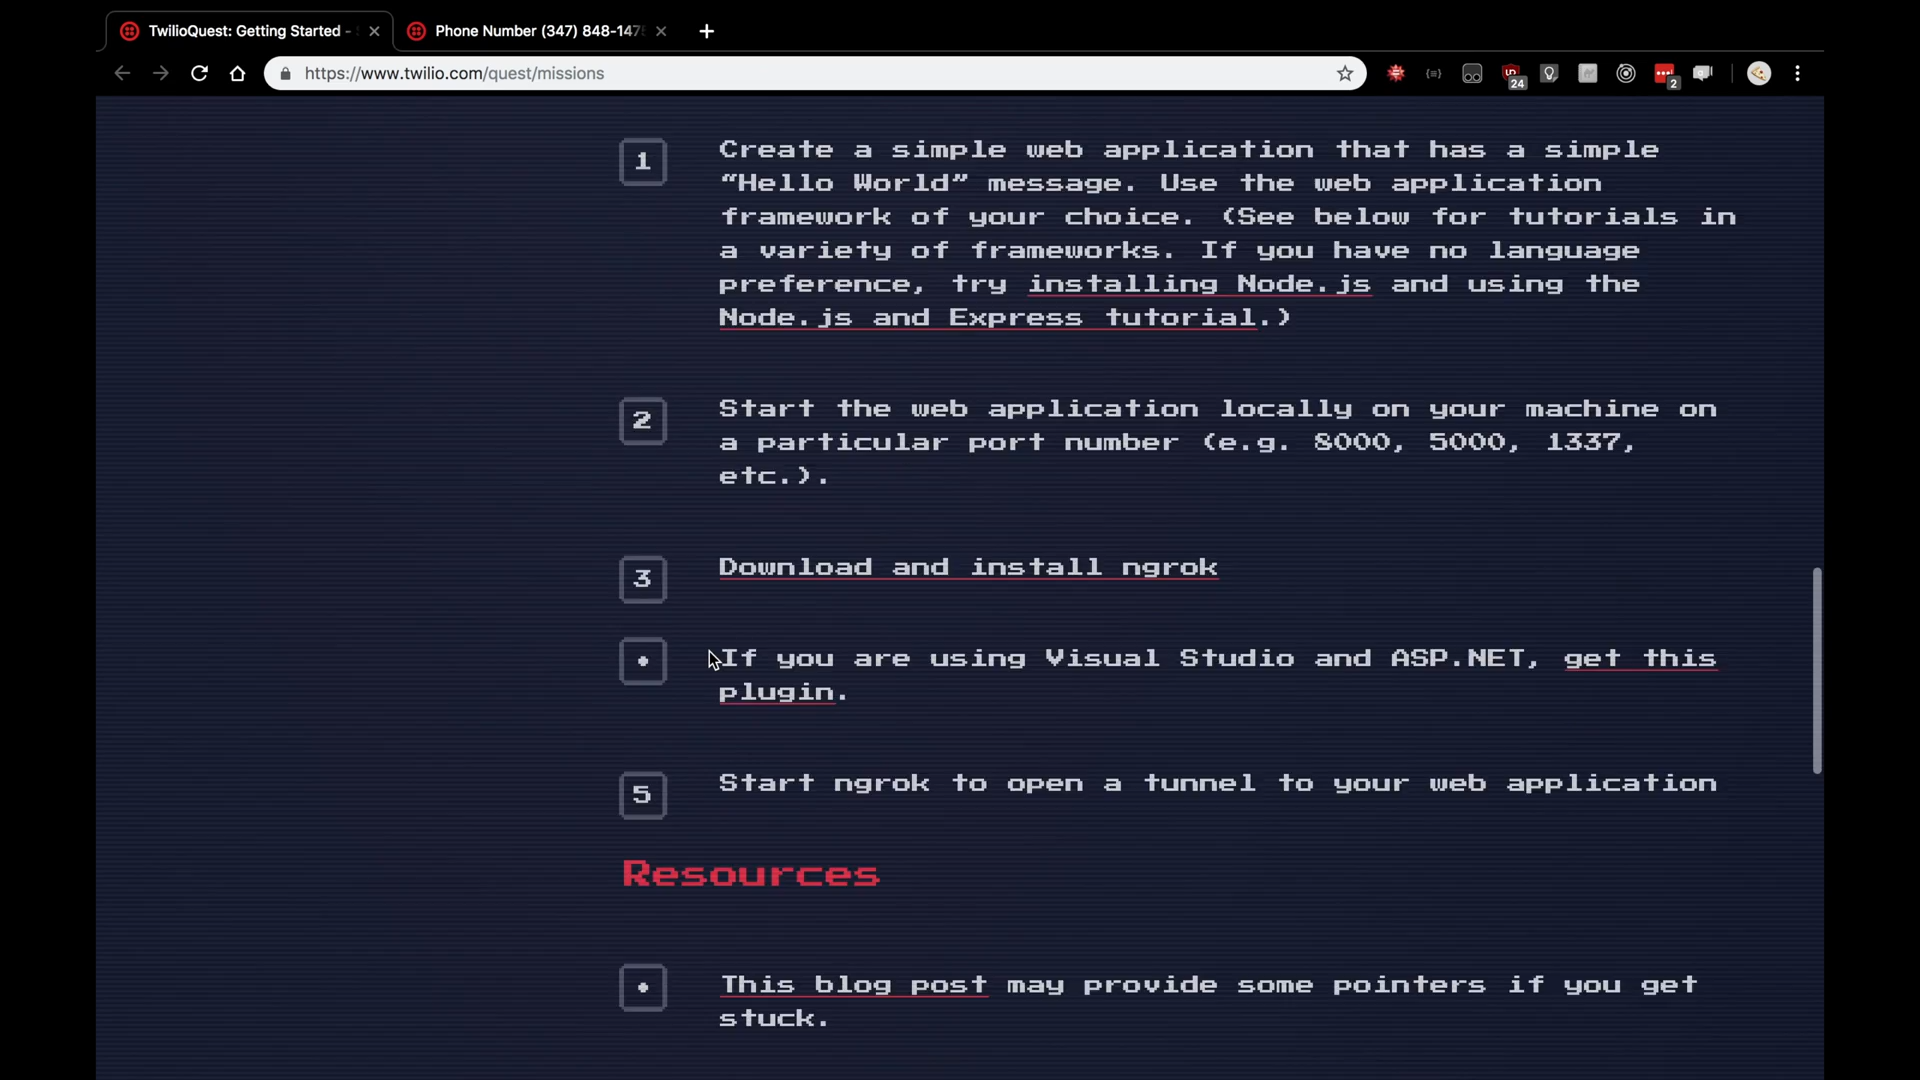 TwilioQuest: Getting Started -
Phone Number (347) 848-147
https://www.twilio.com/quest/missions
24
2
1
Create a simple web application that has a simple
“Hello World” message. Use the web application
framework of your choice. (See below for tutorials in
a variety of frameworks. If you have no language
preference, try installing Node.js and using the
Node.js and Express tutorial.)
2
Start the web application locally on your machine on
a particular port number (e.g. 8000, 5000, 1337,
etc.).
3
Download and install ngrok
If you are using Visual Studio and ASP.NET, get this
plugin.
5
Start ngrok to open a tunnel to your web application
Resources
This blog post may provide some pointers if you get
stuck.